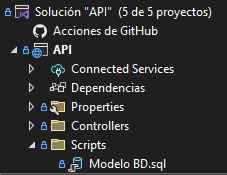 Solución "API" (5 de 5 proyectos)
Acciones de GitHub
API
Connected Services
Dependencias
Properties
Controllers
Scripts
Modelo BD.sql